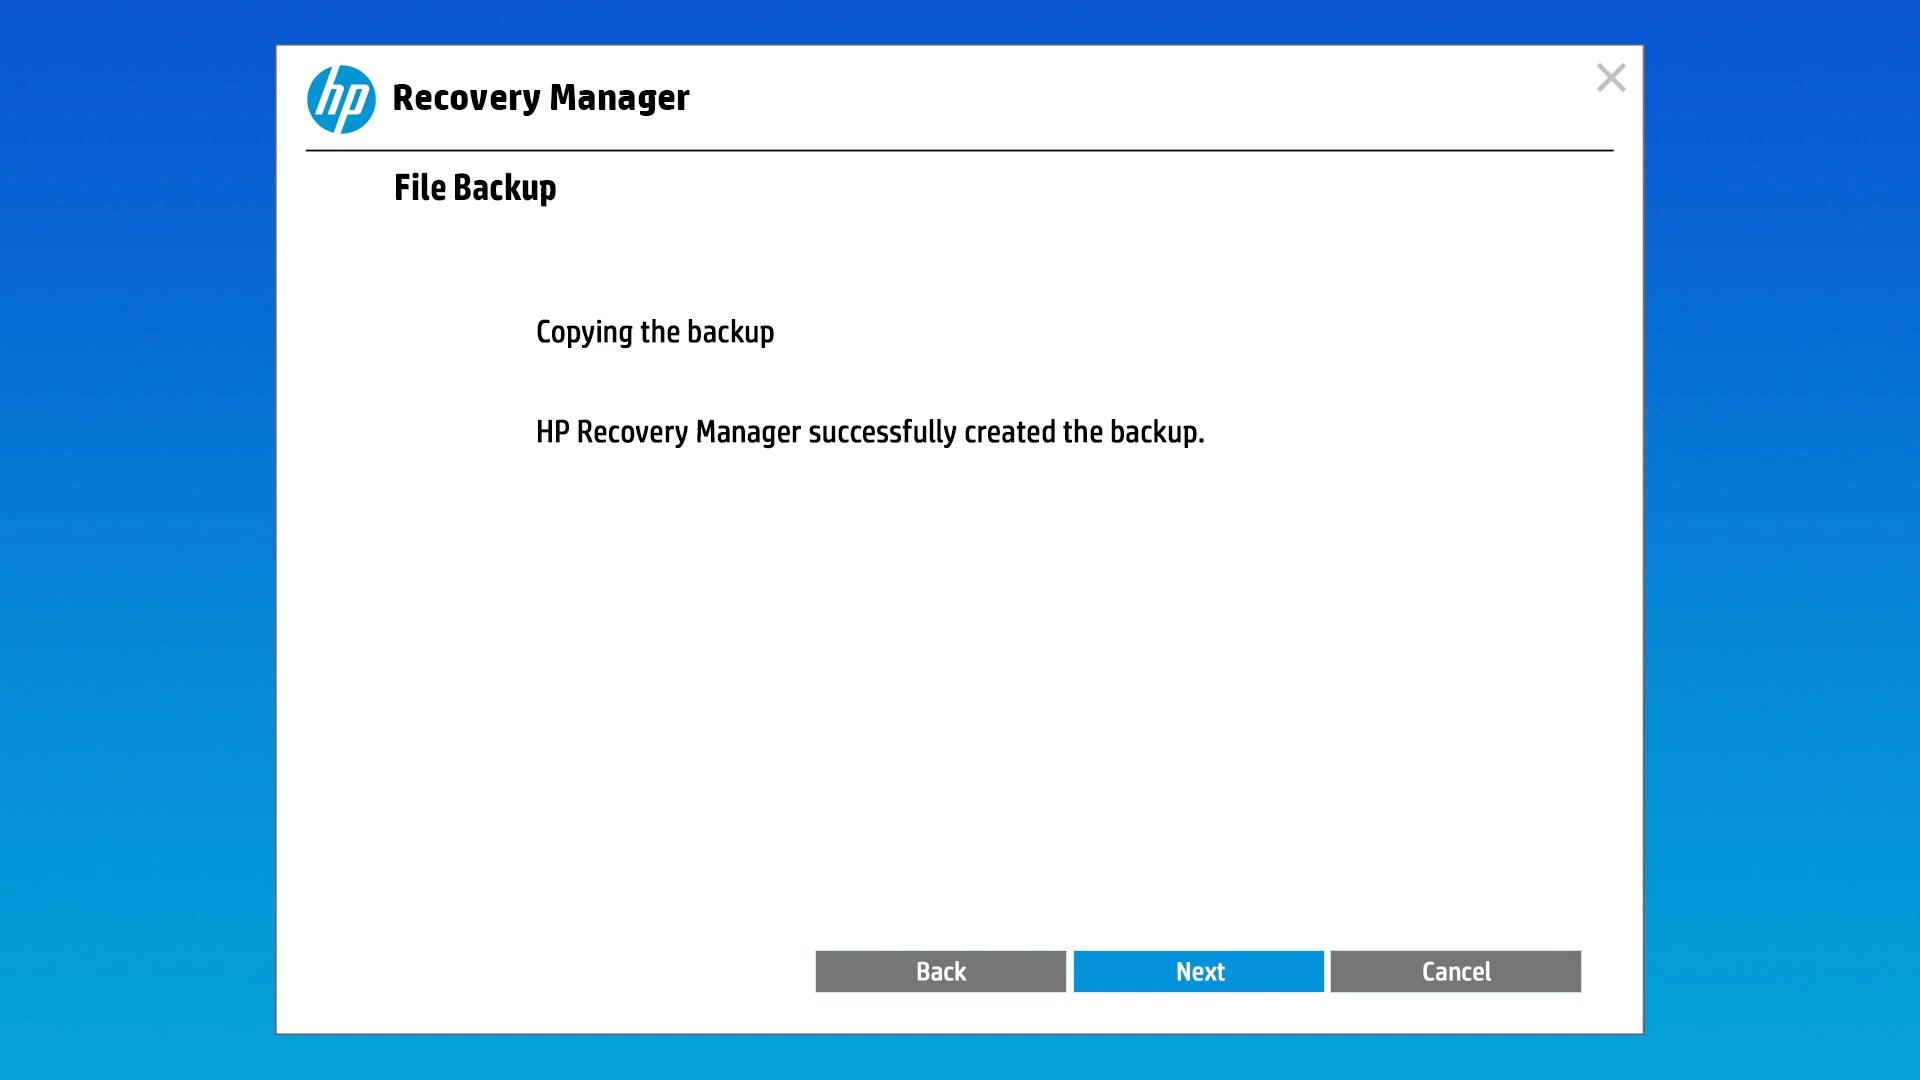 hp Recovery Manager
File Backup
Copying the backup
HP Recovery Manager successfully created the backup.
Back Next Cancel